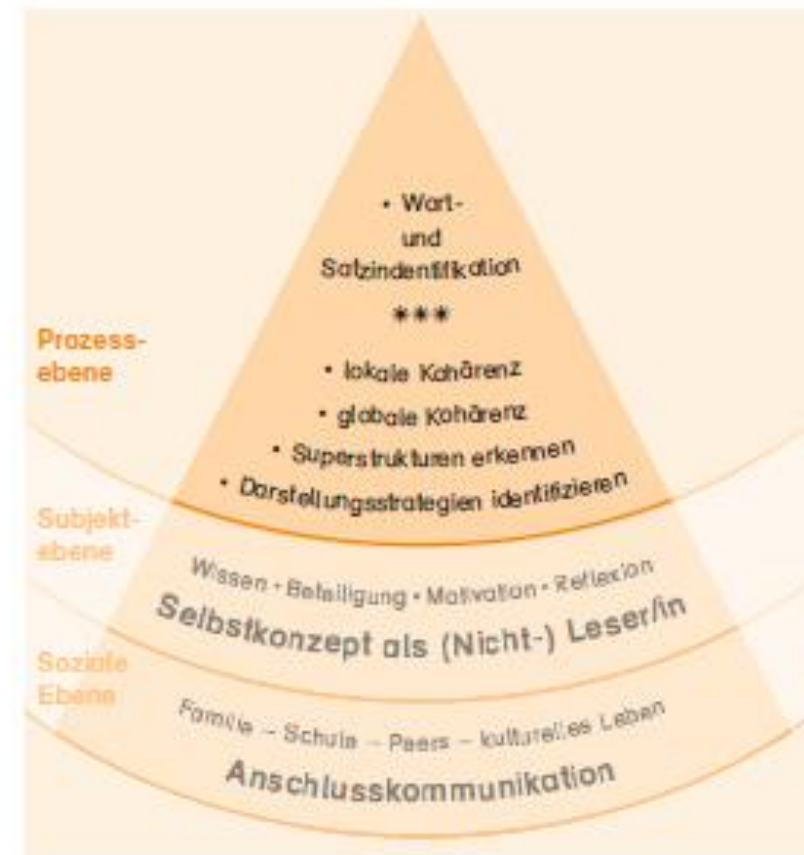 • Wort-
und
Satzindentifikation
***
Prozess-
ebene
• lokale Kohärenz
• globale Kohärenz
• Superstrukturen erkennen
• Darstellungsstrategien identifizieren
Subjekt-
ebene
Wissen • Beteiligung • Motivation • Reflexion
Selbstkonzept als (Nicht-) Leser/in
Soziale
Ebene
Familie – Schule – Peers – kulturelles Leben
Anschlusskommunikation